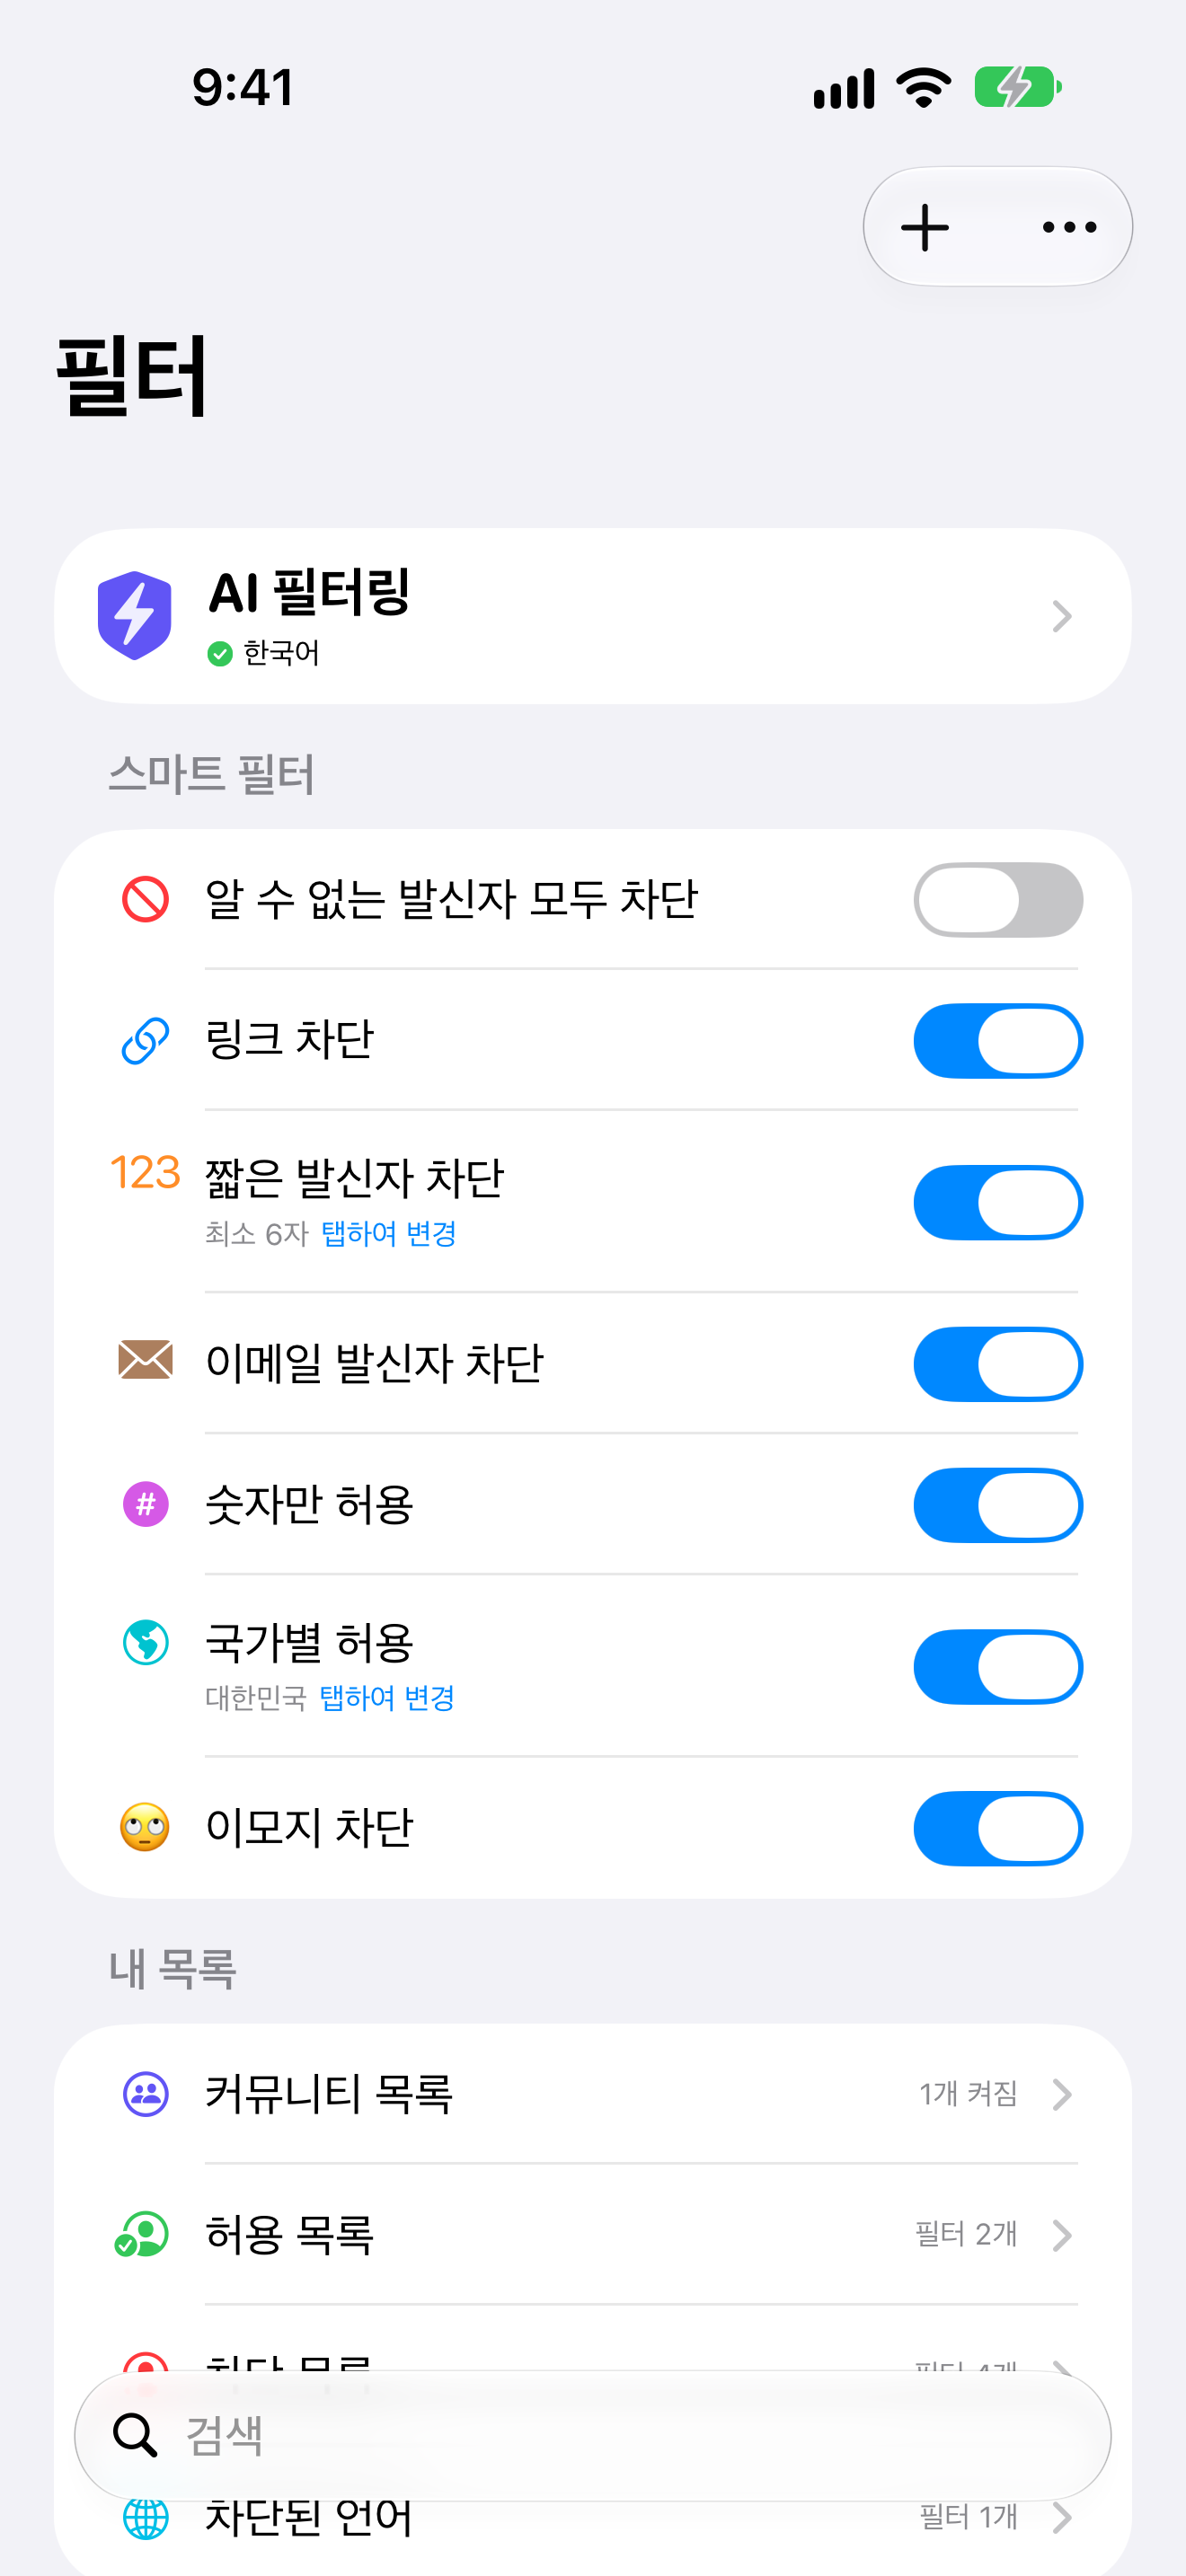 9:41
필터
AI 필터링
한국어
스마트 필터
알 수 없는 발신자 모두 차단
링크 차단
123 짧은 발신자 차단
최소 6자 탭하여 변경
이메일 발신자 차단
# 숫자만 허용
국가별 허용
대한민국 탭하여 변경
이모지 차단
내 목록
커뮤니티 목록 1개 켜짐
허용 목록 필터 2개
검색
차단된 언어 필터 1개